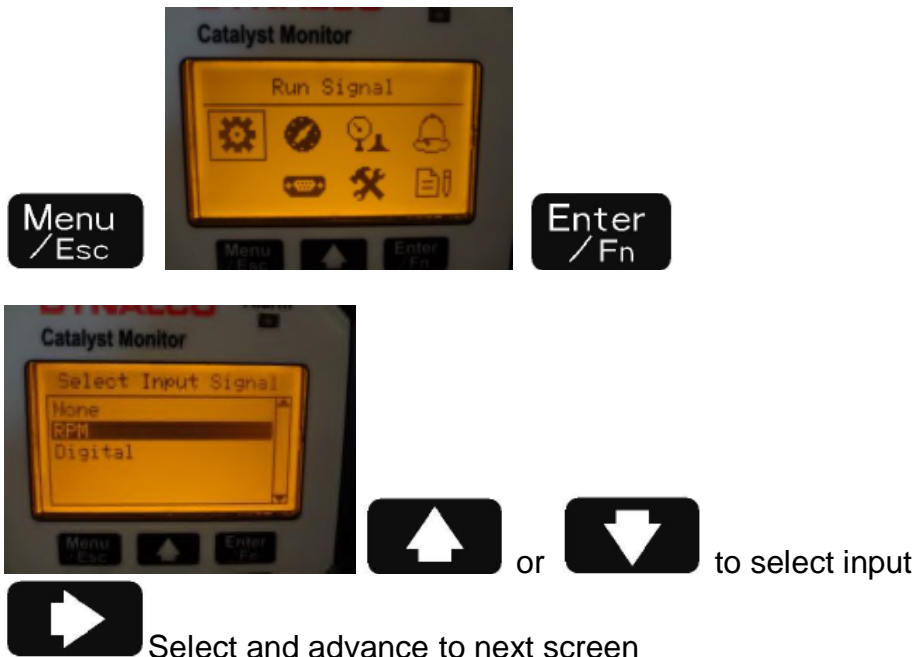 Catalyst Monitor
Run Signal
Menu
/Esc
Menu
/Esc
Enter
/Fn
Enter
/Fn
Catalyst Monitor
Select Input Signal
None
RPM
Digital
Menu
/Esc
Enter
/Fn
or
to select input
Select and advance to next screen